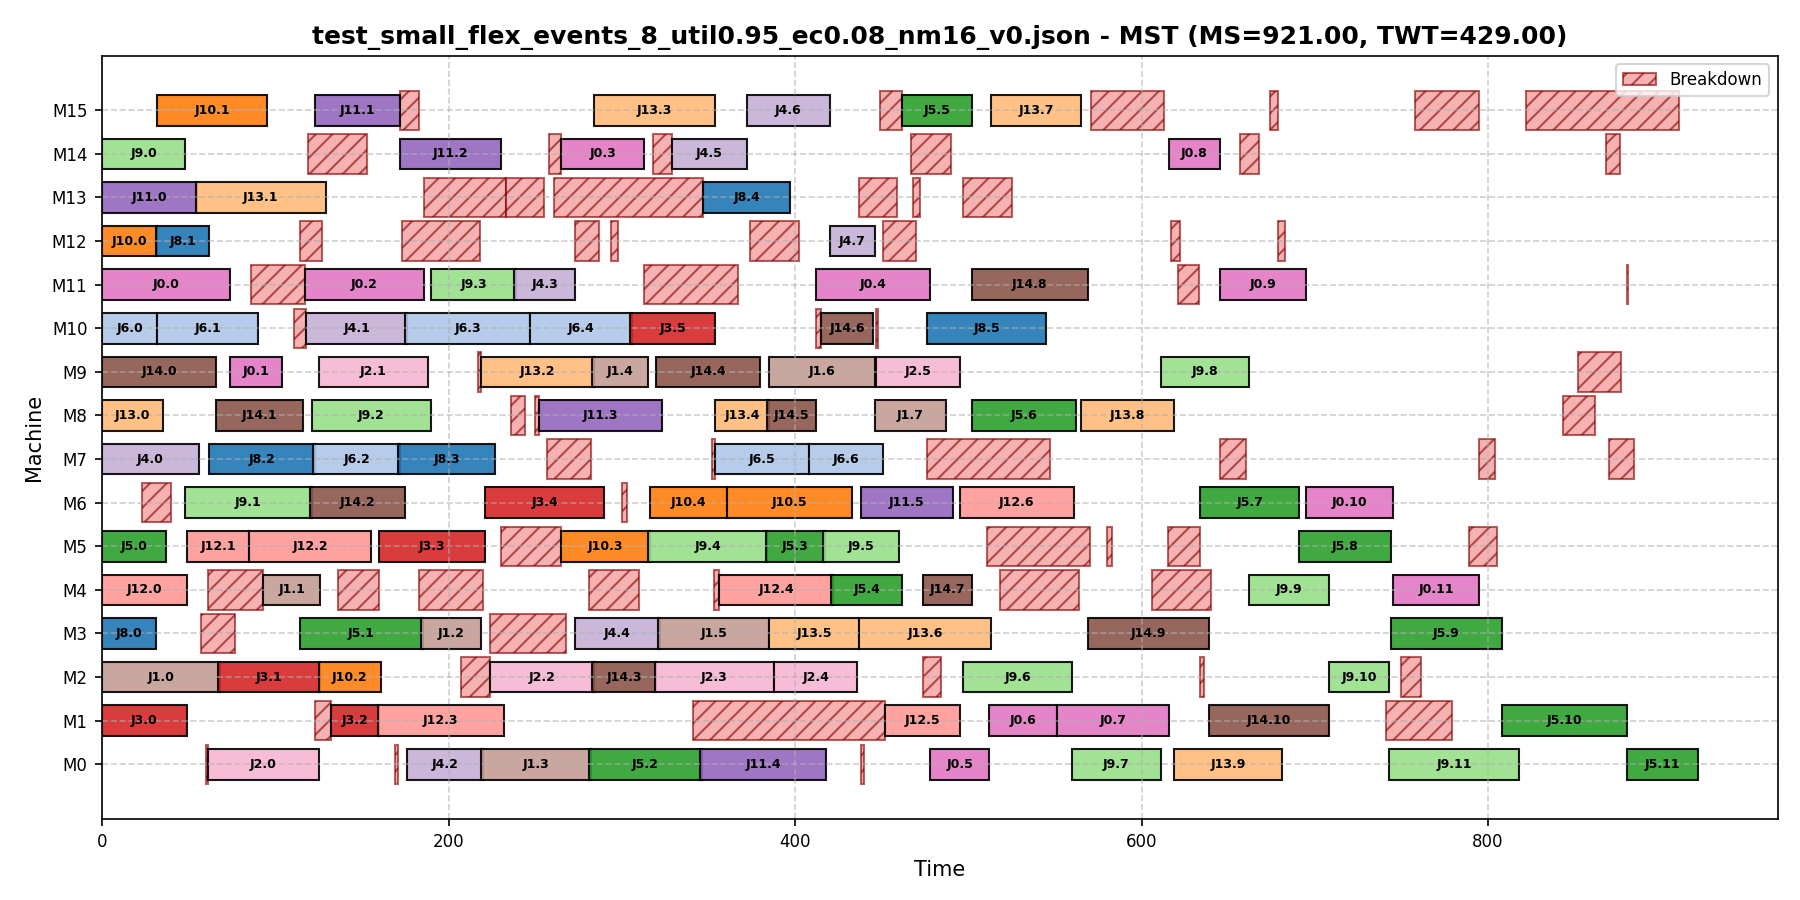 test_small_flex_events_8_util0.95_ec0.08_nm16_v0.json - MST (MS=921.00, TWT=429.00)
Breakdown
M15 J10.1 J11.1 J13.3 J4.6 J5.5 J13.7
M14 J9.0 J11.2 J0.3 J4.5 J0.8
M13 J11.0 J13.1 J8.4
M12 J10.0 J8.1 J4.7
M11 J0.0 J0.2 J9.3 J4.3 J0.4 J14.8 J0.9
M10 J6.0 J6.1 J4.1 J6.3 J6.4 J3.5 J14.6 J8.5
M9 J14.0 J0.1 J2.1 J13.2 J1.4 J14.4 J1.6 J2.5 J9.8
M8 J13.0 J14.1 J9.2 J11.3 J13.4 J14.5 J1.7 J5.6 J13.8
M7 J4.0 J8.2 J6.2 J8.3 J6.5 J6.6
M6 J9.1 J14.2 J3.4 J10.4 J10.5 J11.5 J12.6 J5.7 J0.10
M5 J5.0 J12.1 J12.2 J3.3 J10.3 J9.4 J5.3 J9.5 J5.8
M4 J12.0 J1.1 J12.4 J5.4 J14.7 J9.9 J0.11
M3 J8.0 J5.1 J1.2 J4.4 J1.5 J13.5 J13.6 J14.9 J5.9
M2 J1.0 J3.1 J10.2 J2.2 J14.3 J2.3 J2.4 J9.6 J9.10
M1 J3.0 J3.2 J12.3 J12.5 J0.6 J0.7 J14.10 J5.10
M0 J2.0 J4.2 J1.3 J5.2 J11.4 J0.5 J9.7 J13.9 J9.11 J5.11
Machine
0 200 400 600 800
Time